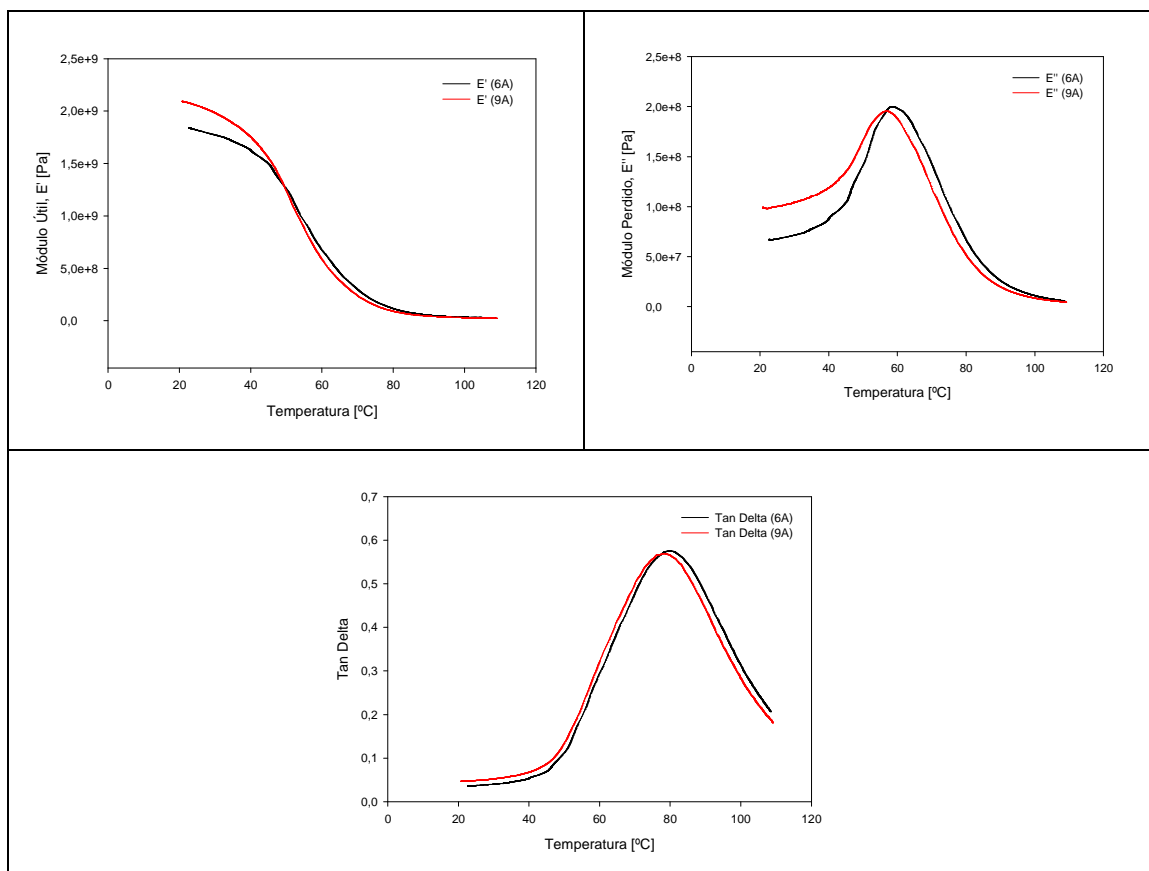 2,5e+9
2,0e+9
1,5e+9
1,0e+9
5,0e+8
0,0
Módulo Útil, E' [Pa]
E' (6A)
E' (9A)
0 20 40 60 80 100 120
Temperatura [ºC]
2,5e+8
2,0e+8
1,5e+8
1,0e+8
5,0e+7
0,0
Módulo Perdido, E'' [Pa]
E'' (6A)
E'' (9A)
0 20 40 60 80 100 120
Temperatura [ºC]
0,7
0,6
0,5
0,4
0,3
0,2
0,1
0,0
Tan Delta
Tan Delta (6A)
Tan Delta (9A)
0 20 40 60 80 100 120
Temperatura [ºC]